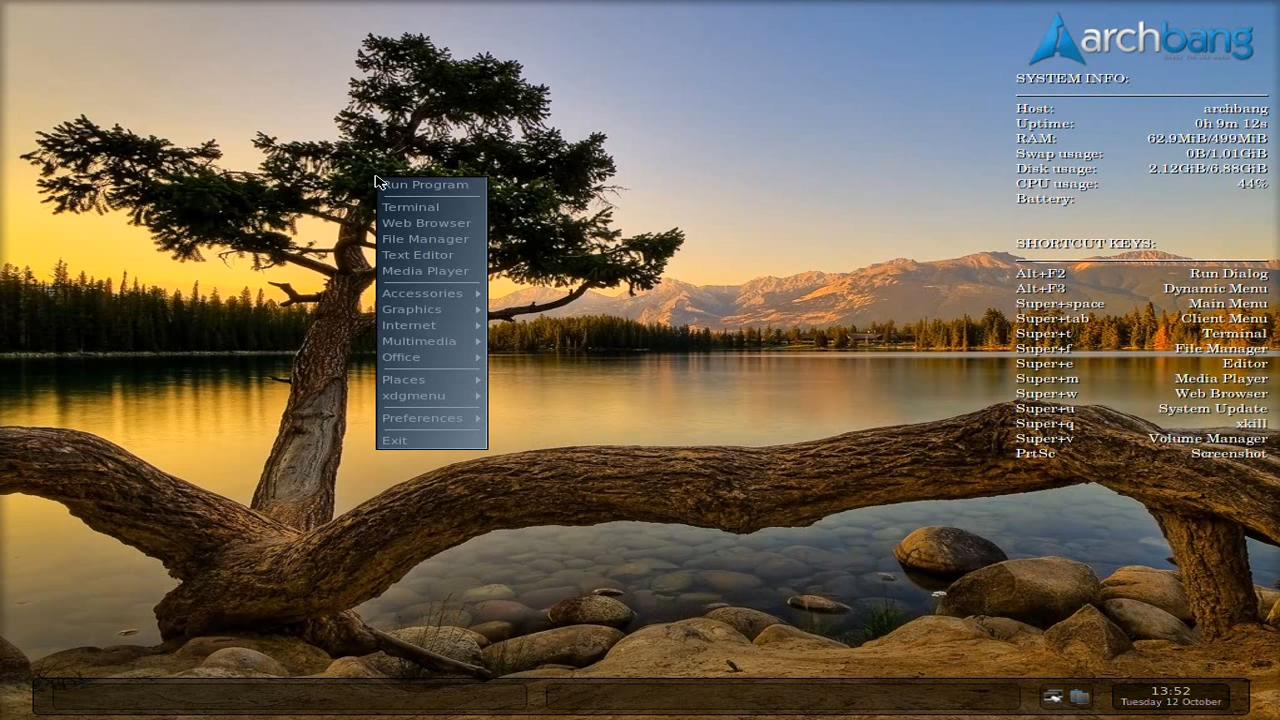 archbang
SYSTEM INFO:
Host: archbang
Uptime: 0h 9m 12s
RAM: 62.9MiB/499MiB
Swap usage: 0B/1.01GiB
Disk usage: 2.12GiB/6.88GiB
CPU usage: 44%
Battery:
SHORTCUT KEYS:
Alt+F2 Run Dialog
Alt+F3 Dynamic Menu
Super+space Main Menu
Super+tab Client Menu
Super+t Terminal
Super+f File Manager
Super+e Editor
Super+m Media Player
Super+w Web Browser
Super+u System Update
Super+q xkill
Super+v Volume Manager
PrtSc Screenshot
Run Program
Terminal
Web Browser
File Manager
Text Editor
Media Player
Accessories
Graphics
Internet
Multimedia
Office
Places
xdgmenu
Preferences
Exit
13:52
Tuesday 12 October